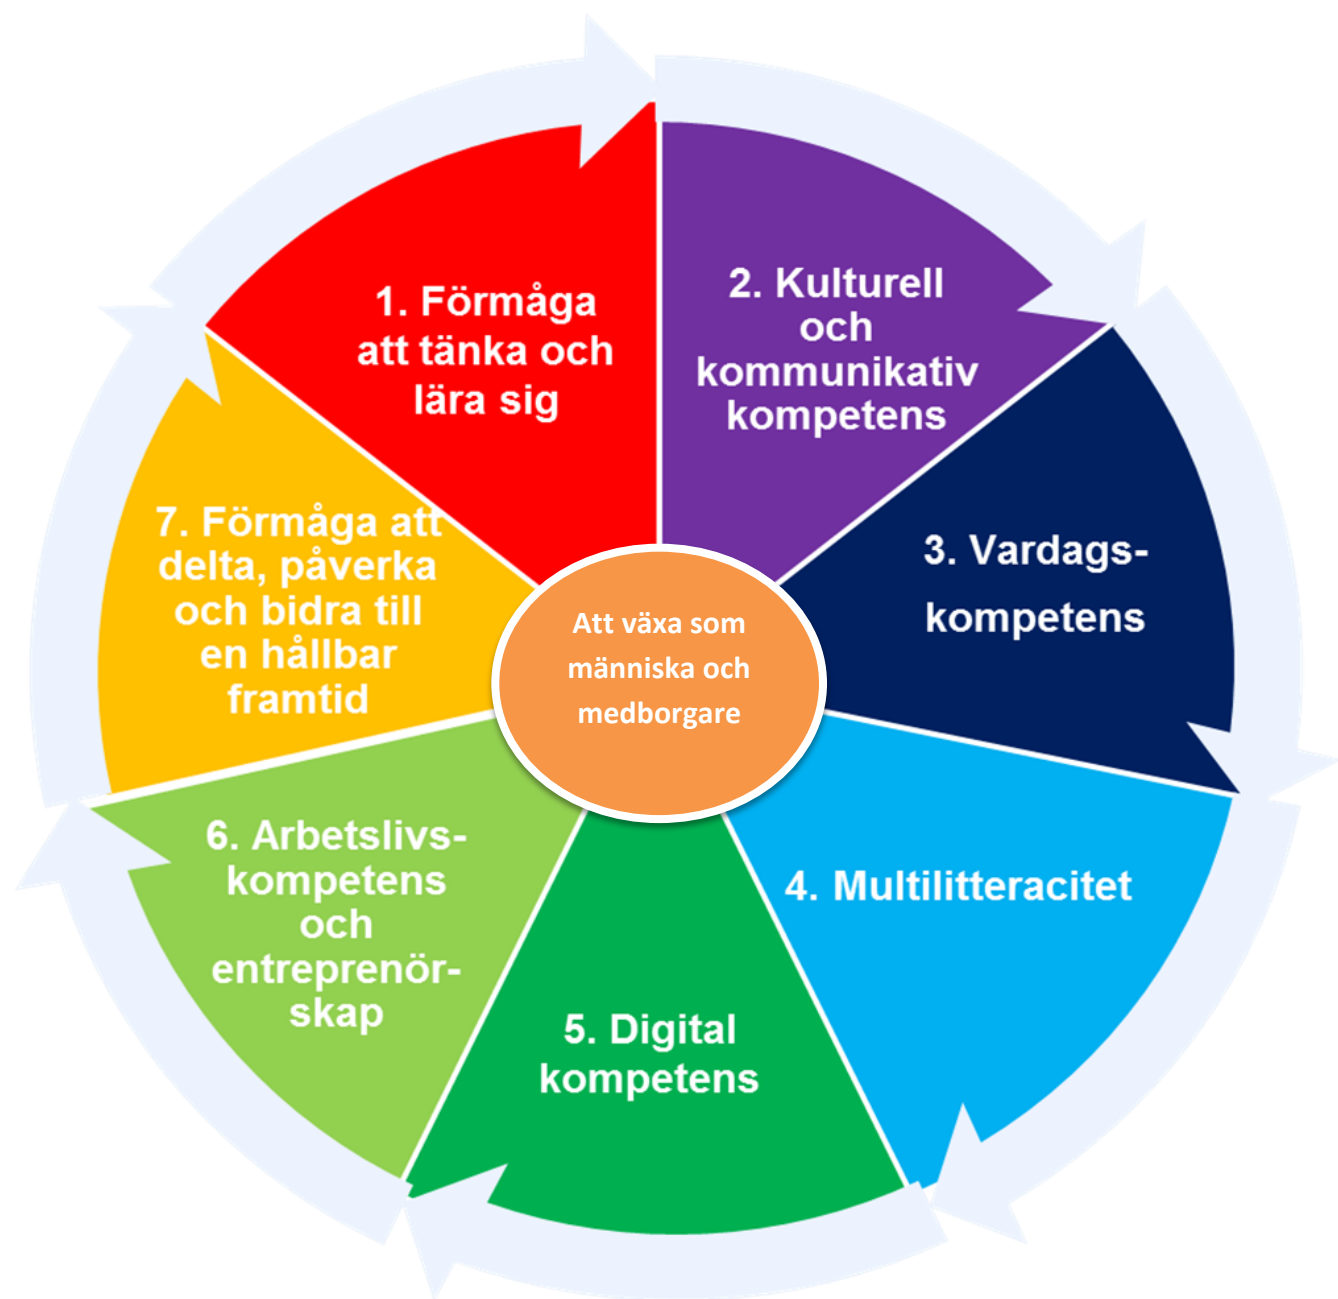 1. Förmåga
att tänka och
lära sig
2. Kulturell
och
kommunikativ
kompetens
3. Vardags-
kompetens
4. Multilitteracitet
5. Digital
kompetens
6. Arbetslivs-
kompetens
och
entreprenör-
skap
7. Förmåga att
delta, påverka
och bidra till
en hållbar
framtid
Att växa som
människa och
medborgare